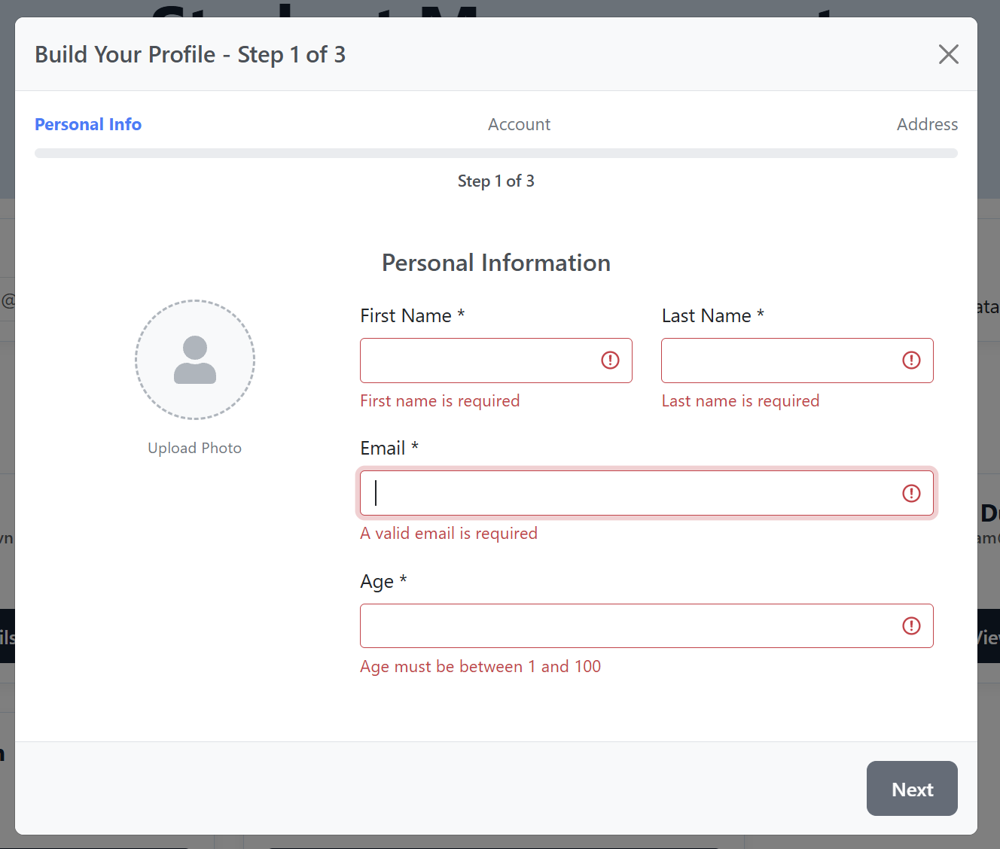 Build Your Profile - Step 1 of 3
Personal Info Account Address
Step 1 of 3
Personal Information
First Name * Last Name *
First name is required Last name is required
Upload Photo
Email *
A valid email is required
Age *
Age must be between 1 and 100
Next